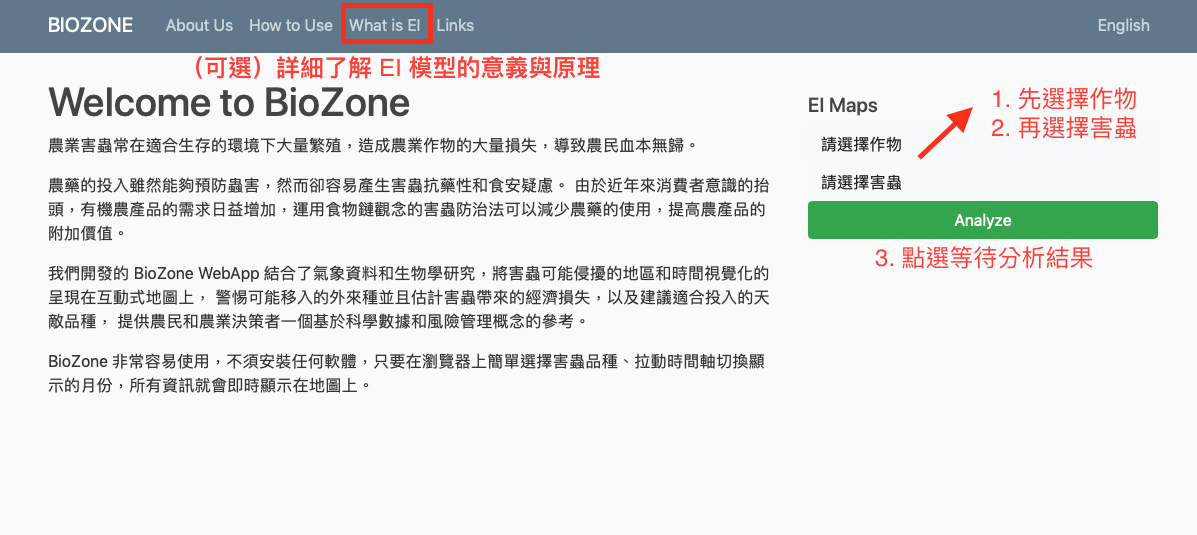 BIOZONE About Us How to Use What is EI Links English
（可選）詳細了解 EI 模型的意義與原理
Welcome to BioZone
農業害蟲常在適合生存的環境下大量繁殖，造成農業作物的大量損失，導致農民血本無歸。
農藥的投入雖然能夠預防蟲害，然而卻容易產生害蟲抗藥性和食安疑慮。 由於近年來消費者意識的抬
頭，有機農產品的需求日益增加，運用食物鏈觀念的害蟲防治法可以減少農藥的使用，提高農產品的
附加價值。
我們開發的 BioZone WebApp 結合了氣象資料和生物學研究，將害蟲可能侵擾的地區和時間視覺化的
呈現在互動式地圖上， 警惕可能移入的外來種並且估計害蟲帶來的經濟損失，以及建議適合投入的天
敵品種， 提供農民和農業決策者一個基於科學數據和風險管理概念的參考。
BioZone 非常容易使用，不須安裝任何軟體，只要在瀏覽器上簡單選擇害蟲品種、拉動時間軸切換顯
示的月份，所有資訊就會即時顯示在地圖上。
EI Maps
1. 先選擇作物
2. 再選擇害蟲
請選擇作物
請選擇害蟲
Analyze
3. 點選等待分析結果